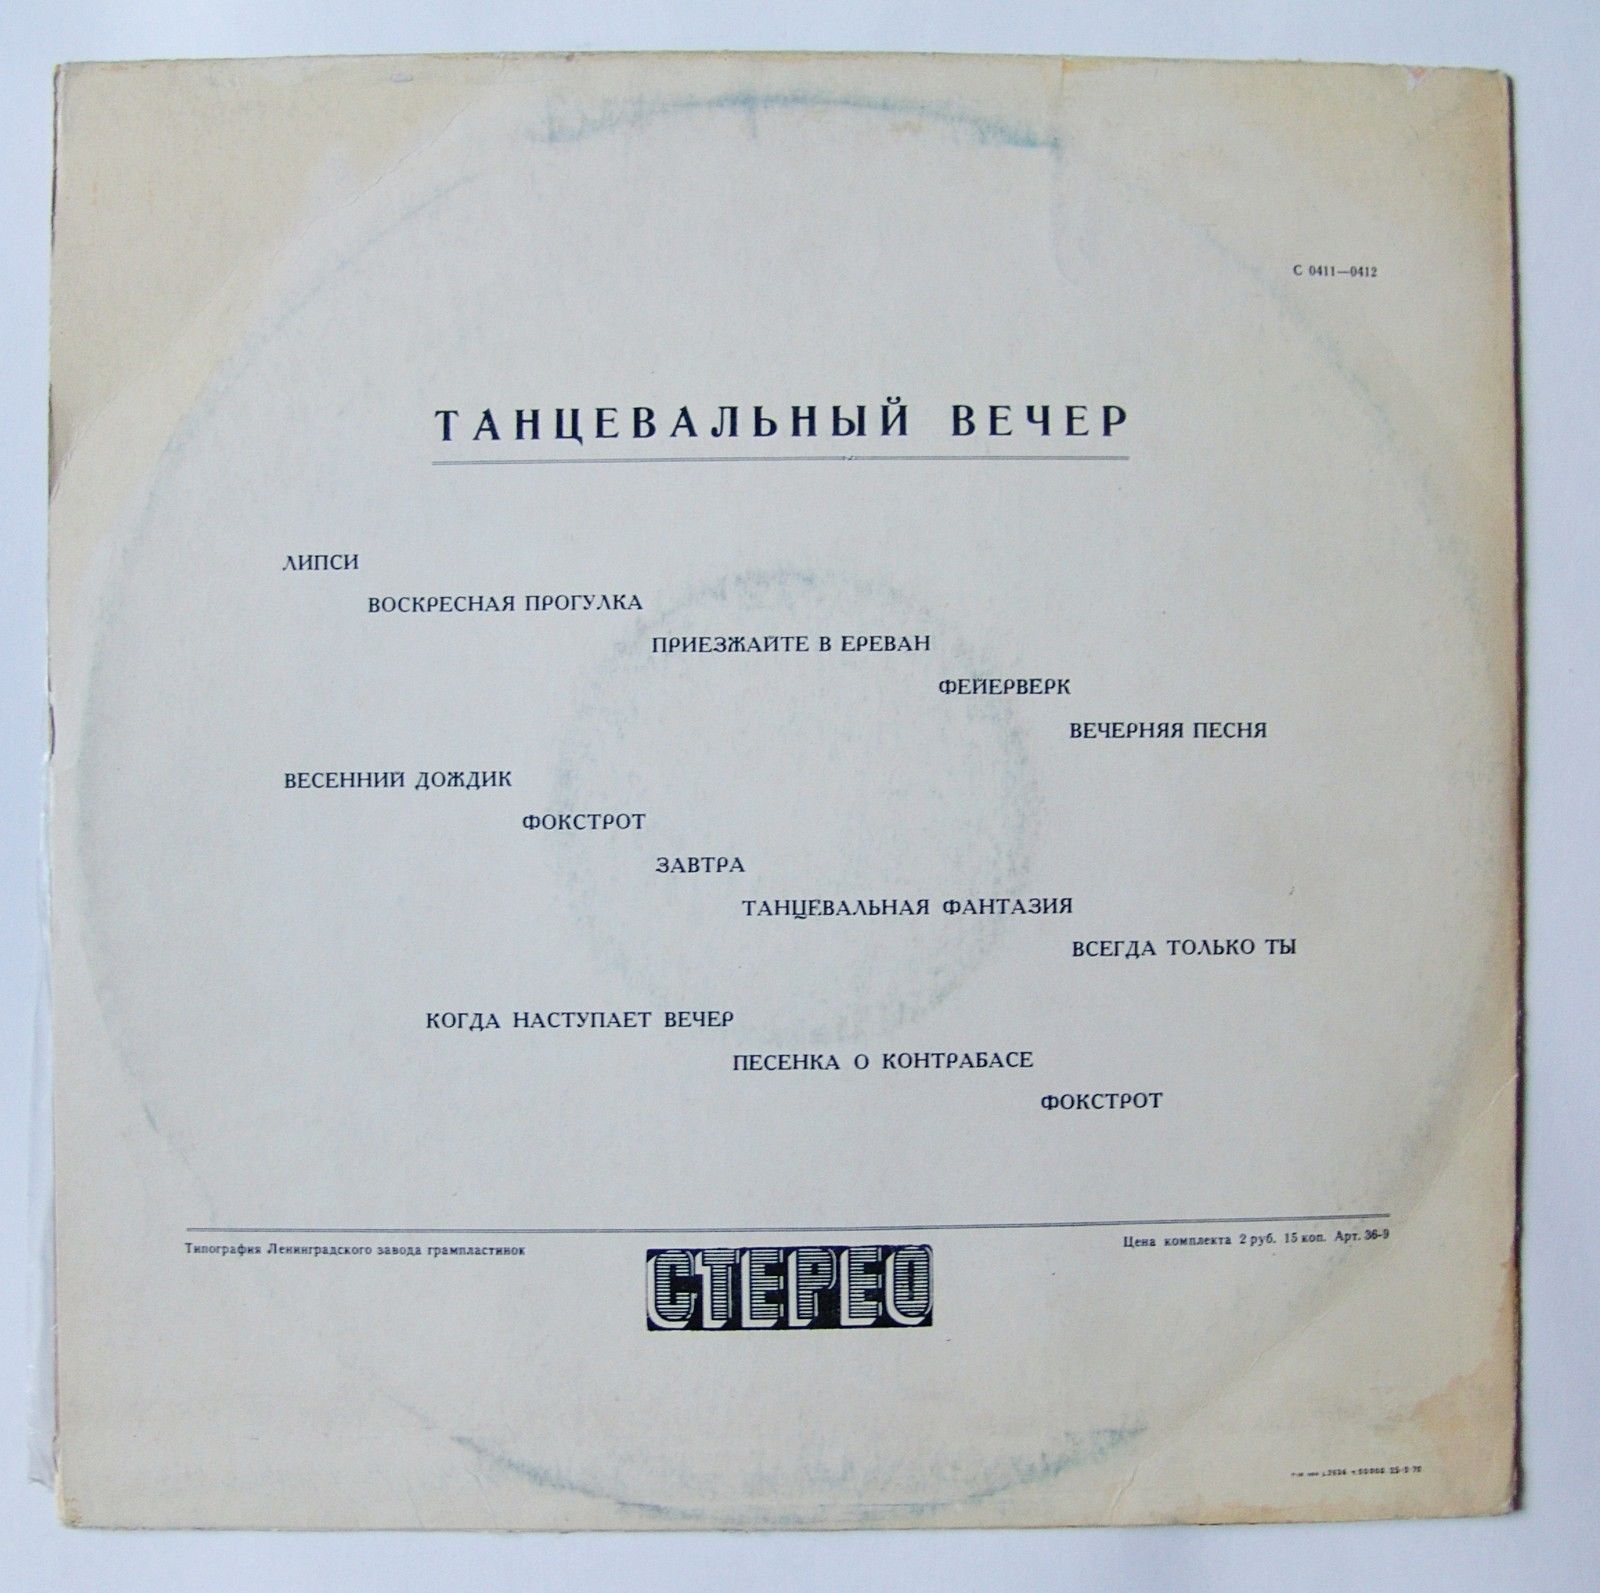 С 0411—0412
ТАНЦЕВАЛЬНЫЙ ВЕЧЕР
ЛИПСИ
ВОСКРЕСНАЯ ПРОГУЛКА
ПРИЕЗЖАЙТЕ В ЕРЕВАН
ФЕЙЕРВЕРК
ВЕЧЕРНЯЯ ПЕСНЯ
ВЕСЕННИЙ ДОЖДИК
ФОКСТРОТ
ЗАВТРА
ТАНЦЕВАЛЬНАЯ ФАНТАЗИЯ
ВСЕГДА ТОЛЬКО ТЫ
КОГДА НАСТУПАЕТ ВЕЧЕР
ПЕСЕНКА О КОНТРАБАСЕ
ФОКСТРОТ
Типография Ленинградского завода грампластинок
Цена комплекта 2 руб. 15 коп. Арт. 36-9
СТЕРЕО